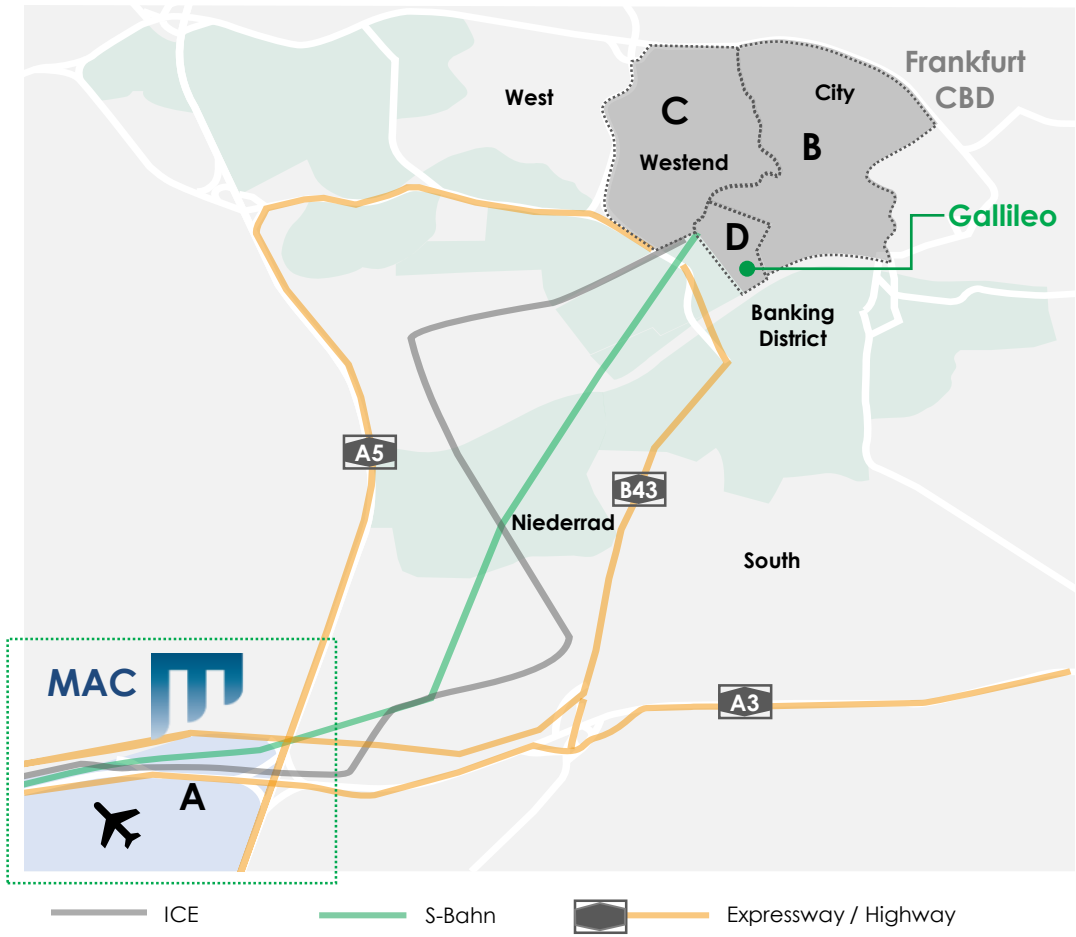 Frankfurt
CBD
City
West
C
B
Westend
Gallileo
D
Banking
District
A5
B43
Niederrad
South
MAC
A3
A
ICE
S-Bahn
Expressway / Highway